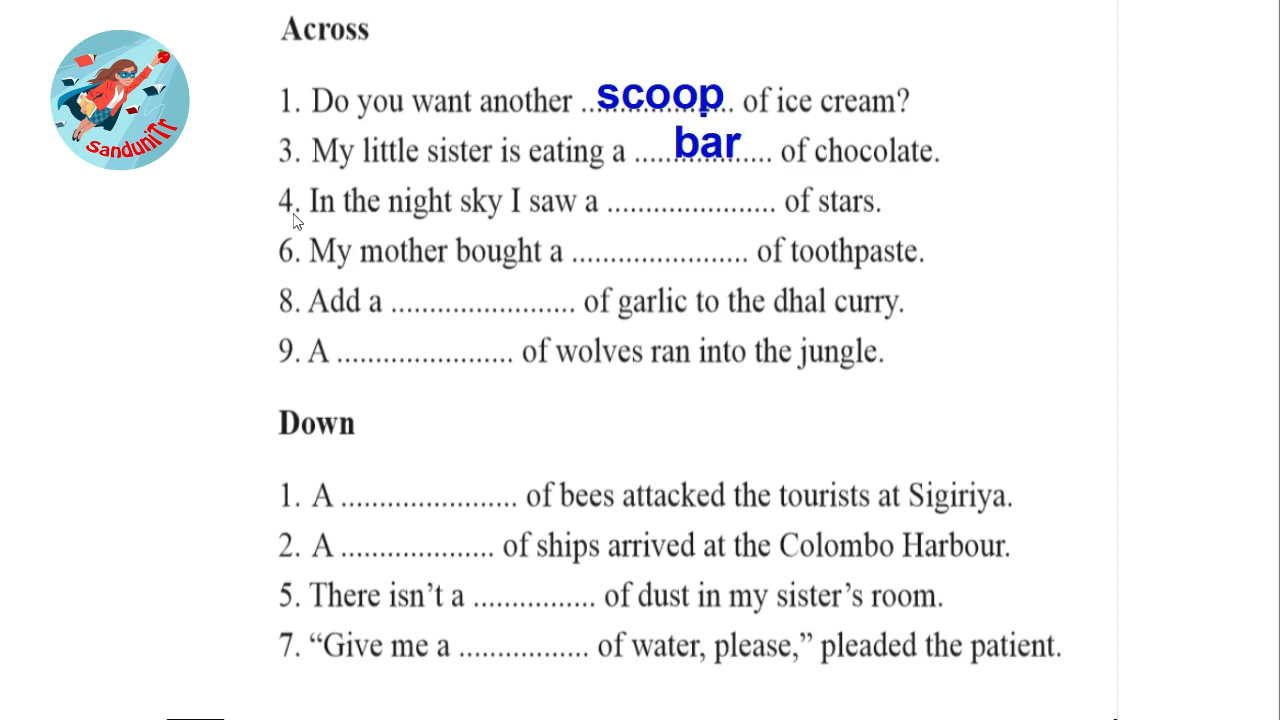 Across
1. Do you want another ..scoop.. of ice cream?
3. My little sister is eating a .....bar.... of chocolate.
4. In the night sky I saw a ...................... of stars.
6. My mother bought a ....................... of toothpaste.
8. Add a ........................ of garlic to the dhal curry.
9. A ....................... of wolves ran into the jungle.
Down
1. A ....................... of bees attacked the tourists at Sigiriya.
2. A .................... of ships arrived at the Colombo Harbour.
5. There isn’t a ................ of dust in my sister’s room.
7. “Give me a ................. of water, please,” pleaded the patient.
sanduniTr